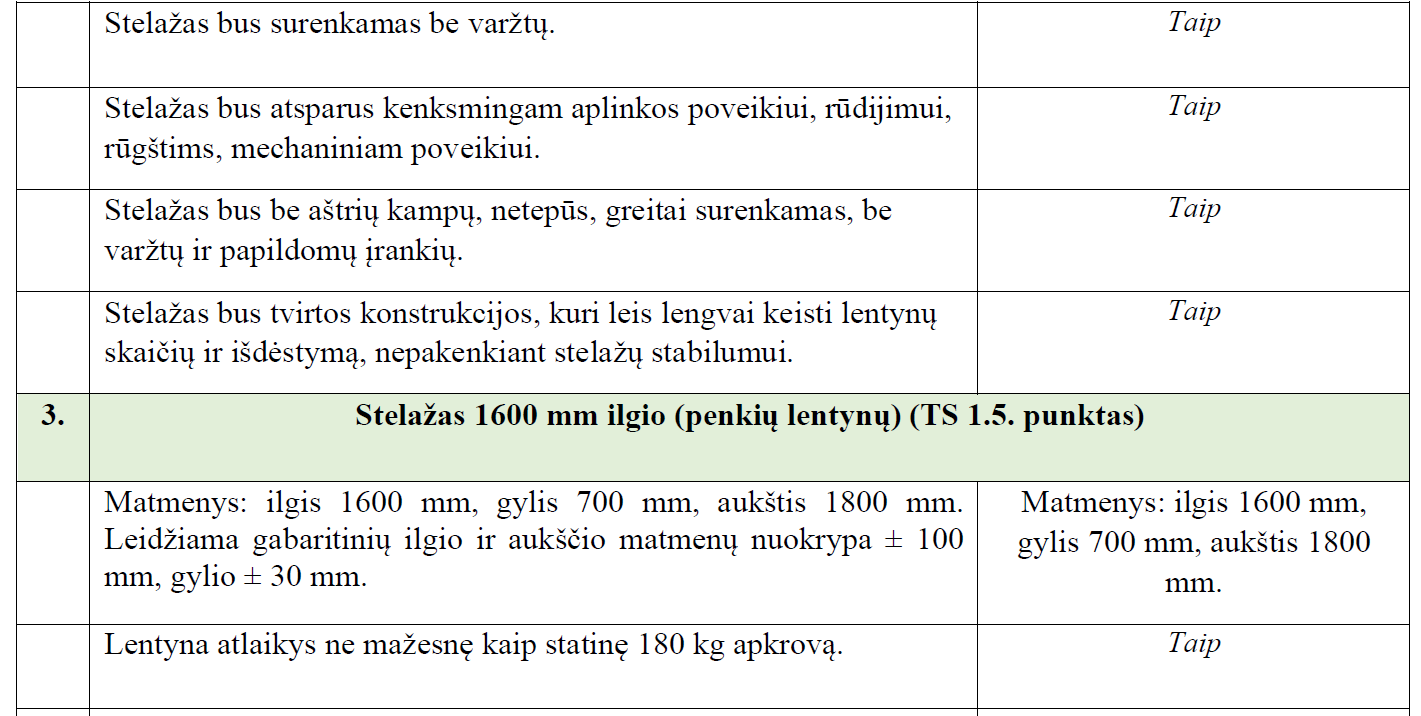 Stelažas bus surenkamas be varžtų.
Taip
Stelažas bus atsparus kenksmingam aplinkos poveikiui, rūdijimui,
rūgštims, mechaniniam poveikiui.
Taip
Stelažas bus be aštrių kampų, netepūs, greitai surenkamas, be
varžtų ir papildomų įrankių.
Taip
Stelažas bus tvirtos konstrukcijos, kuri leis lengvai keisti lentynų
skaičių ir išdėstymą, nepakenkiant stelažų stabilumui.
Taip
3. Stelažas 1600 mm ilgio (penkių lentynų) (TS 1.5. punktas)
Matmenys: ilgis 1600 mm, gylis 700 mm, aukštis 1800 mm.
Leidžiama gabaritinių ilgio ir aukščio matmenų nuokrypa ± 100
mm, gylio ± 30 mm.
Matmenys: ilgis 1600 mm,
gylis 700 mm, aukštis 1800
mm.
Lentyna atlaikys ne mažesnę kaip statinę 180 kg apkrovą.
Taip